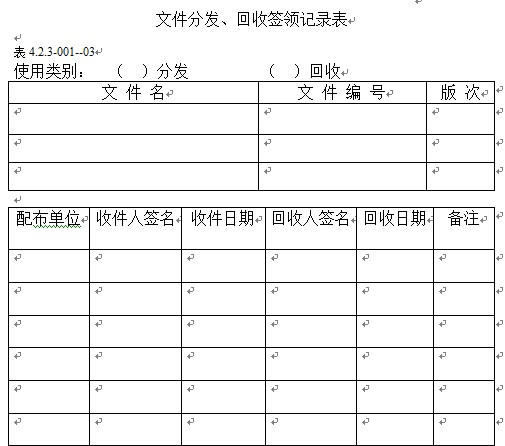 文件分发、回收签领记录表
表 4.2.3-001--03
使用类别： （ ）分发 （ ）回收
文 件 名 文 件 编 号 版 次
配布单位 收件人签名 收件日期 回收人签名 回收日期 备注